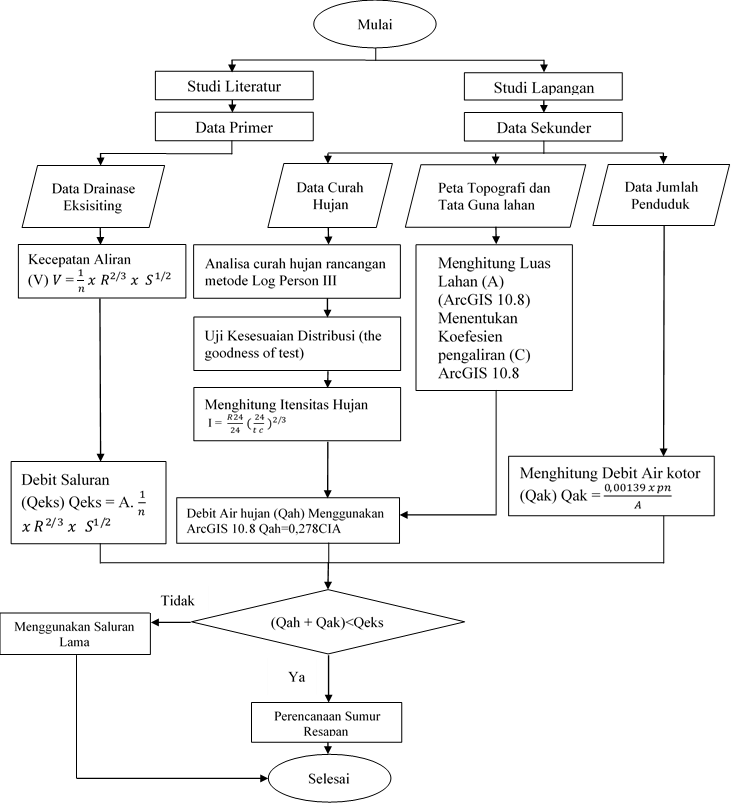 Mulai
Studi Literatur
Studi Lapangan
Data Primer
Data Sekunder
Data Drainase
Eksisiting
Data Curah
Hujan
Peta Topografi dan
Tata Guna lahan
Data Jumlah
Penduduk
Kecepatan Aliran
(V) V = 1/n x R^2/3 x S^1/2
Analisa curah hujan rancangan
metode Log Person III
Menghitung Luas
Lahan (A)
(ArcGIS 10.8)
Menentukan
Koefesien
pengaliran (C)
ArcGIS 10.8
Uji Kesesuaian Distribusi (the
goodness of test)
Menghitung Itensitas Hujan
I = R24/24 (24/t c)^2/3
Debit Saluran
(Qeks) Qeks = A. 1/n
x R^2/3 x S^1/2
Debit Air hujan (Qah) Menggunakan
ArcGIS 10.8 Qah=0,278CIA
Menghitung Debit Air kotor
(Qak) Qak = 0,00139 x pn/A
Tidak
(Qah + Qak)<Qeks
Menggunakan Saluran
Lama
Ya
Perencanaan Sumur
Resapan
Selesai